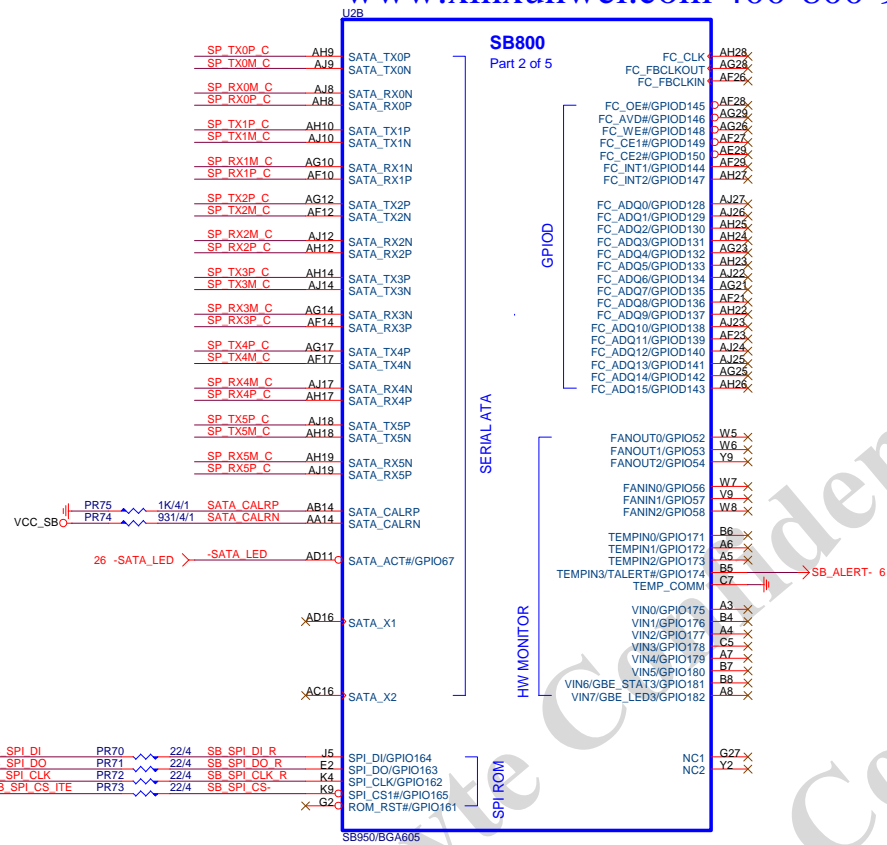 U2B
SB800
Part 2 of 5
SP_TX0P_C AH9 SATA_TX0P
SP_TX0M_C AJ9 SATA_TX0N
SP_RX0M_C AJ8 SATA_RX0N
SP_RX0P_C AH8 SATA_RX0P
SP_TX1P_C AH10 SATA_TX1P
SP_TX1M_C AJ10 SATA_TX1N
SP_RX1M_C AG10 SATA_RX1N
SP_RX1P_C AF10 SATA_RX1P
SP_TX2P_C AG12 SATA_TX2P
SP_TX2M_C AF12 SATA_TX2N
SP_RX2M_C AJ12 SATA_RX2N
SP_RX2P_C AH12 SATA_RX2P
SP_TX3P_C AH14 SATA_TX3P
SP_TX3M_C AJ14 SATA_TX3N
SP_RX3M_C AG14 SATA_RX3N
SP_RX3P_C AF14 SATA_RX3P
SP_TX4P_C AG17 SATA_TX4P
SP_TX4M_C AF17 SATA_TX4N
SP_RX4M_C AJ17 SATA_RX4N
SP_RX4P_C AH17 SATA_RX4P
SP_TX5P_C AJ18 SATA_TX5P
SP_TX5M_C AH18 SATA_TX5N
SP_RX5M_C AH19 SATA_RX5N
SP_RX5P_C AJ19 SATA_RX5P
PR75 1K/4/1 SATA_CALRP AB14 SATA_CALRP
VCC_SB PR74 931/4/1 SATA_CALRN AA14 SATA_CALRN
26 -SATA_LED -SATA_LED AD11 SATA_ACT#/GPIO67
AD16 SATA_X1
AC16 SATA_X2
SPI_DI PR70 22/4 SB_SPI_DI_R J5 SPI_DI/GPIO164
SPI_DO PR71 22/4 SB_SPI_DO_R E2 SPI_DO/GPIO163
SPI_CLK PR72 22/4 SB_SPI_CLK_R K4 SPI_CLK/GPIO162
SPI_CS_ITE PR73 22/4 SB_SPI_CS- K9 SPI_CS1#/GPIO165
G2 ROM_RST#/GPIO161
SERIAL ATA
SPI ROM
FC_CLK AH28
FC_FBCLKOUT AG28
FC_FBCLKIN AF26
FC_OE#/GPIOD145 AF28
FC_AVD#/GPIOD146 AG29
FC_WE#/GPIOD148 AG26
FC_CE1#/GPIOD149 AF27
FC_CE2#/GPIOD150 AE29
FC_INT1/GPIOD144 AF29
FC_INT2/GPIOD147 AH27
FC_ADQ0/GPIOD128 AJ27
FC_ADQ1/GPIOD129 AJ26
FC_ADQ2/GPIOD130 AH25
FC_ADQ3/GPIOD131 AH24
FC_ADQ4/GPIOD132 AG23
FC_ADQ5/GPIOD133 AH23
FC_ADQ6/GPIOD134 AJ22
FC_ADQ7/GPIOD135 AG21
FC_ADQ8/GPIOD136 AF21
FC_ADQ9/GPIOD137 AH22
FC_ADQ10/GPIOD138 AJ23
FC_ADQ11/GPIOD139 AF23
FC_ADQ12/GPIOD140 AJ24
FC_ADQ13/GPIOD141 AJ25
FC_ADQ14/GPIOD142 AG25
FC_ADQ15/GPIOD143 AH26
GPIOD
FANOUT0/GPIO52 W5
FANOUT1/GPIO53 W6
FANOUT2/GPIO54 Y9
FANIN0/GPIO56 W7
FANIN1/GPIO57 V9
FANIN2/GPIO58 W8
TEMPIN0/GPIO171 B6
TEMPIN1/GPIO172 A6
TEMPIN2/GPIO173 A5
TEMPIN3/TALERT#/GPIO174 B5 SB_ALERT- 6
TEMP_COMM C7
VIN0/GPIO175 A3
VIN1/GPIO176 B4
VIN2/GPIO177 A4
VIN3/GPIO178 C5
VIN4/GPIO179 A7
VIN5/GPIO180 B7
VIN6/GBE_STAT3/GPIO181 B8
VIN7/GBE_LED3/GPIO182 A8
HW MONITOR
NC1 G27
NC2 Y2
SB950/BGA605